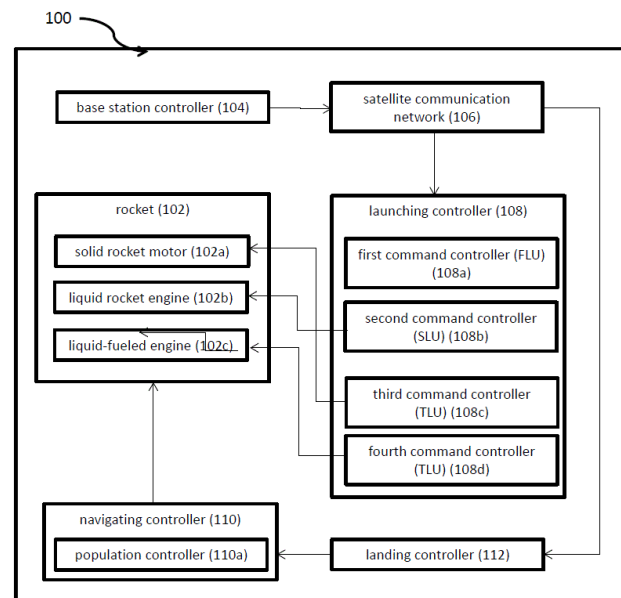 100
base station controller (104)
satellite communication
network (106)
rocket (102)
solid rocket motor (102a)
liquid rocket engine (102b)
liquid-fueled engine (102c)
launching controller (108)
first command controller (FLU)
(108a)
second command controller
(SLU) (108b)
third command controller
(TLU) (108c)
fourth command controller
(TLU) (108d)
navigating controller (110)
population controller (110a)
landing controller (112)